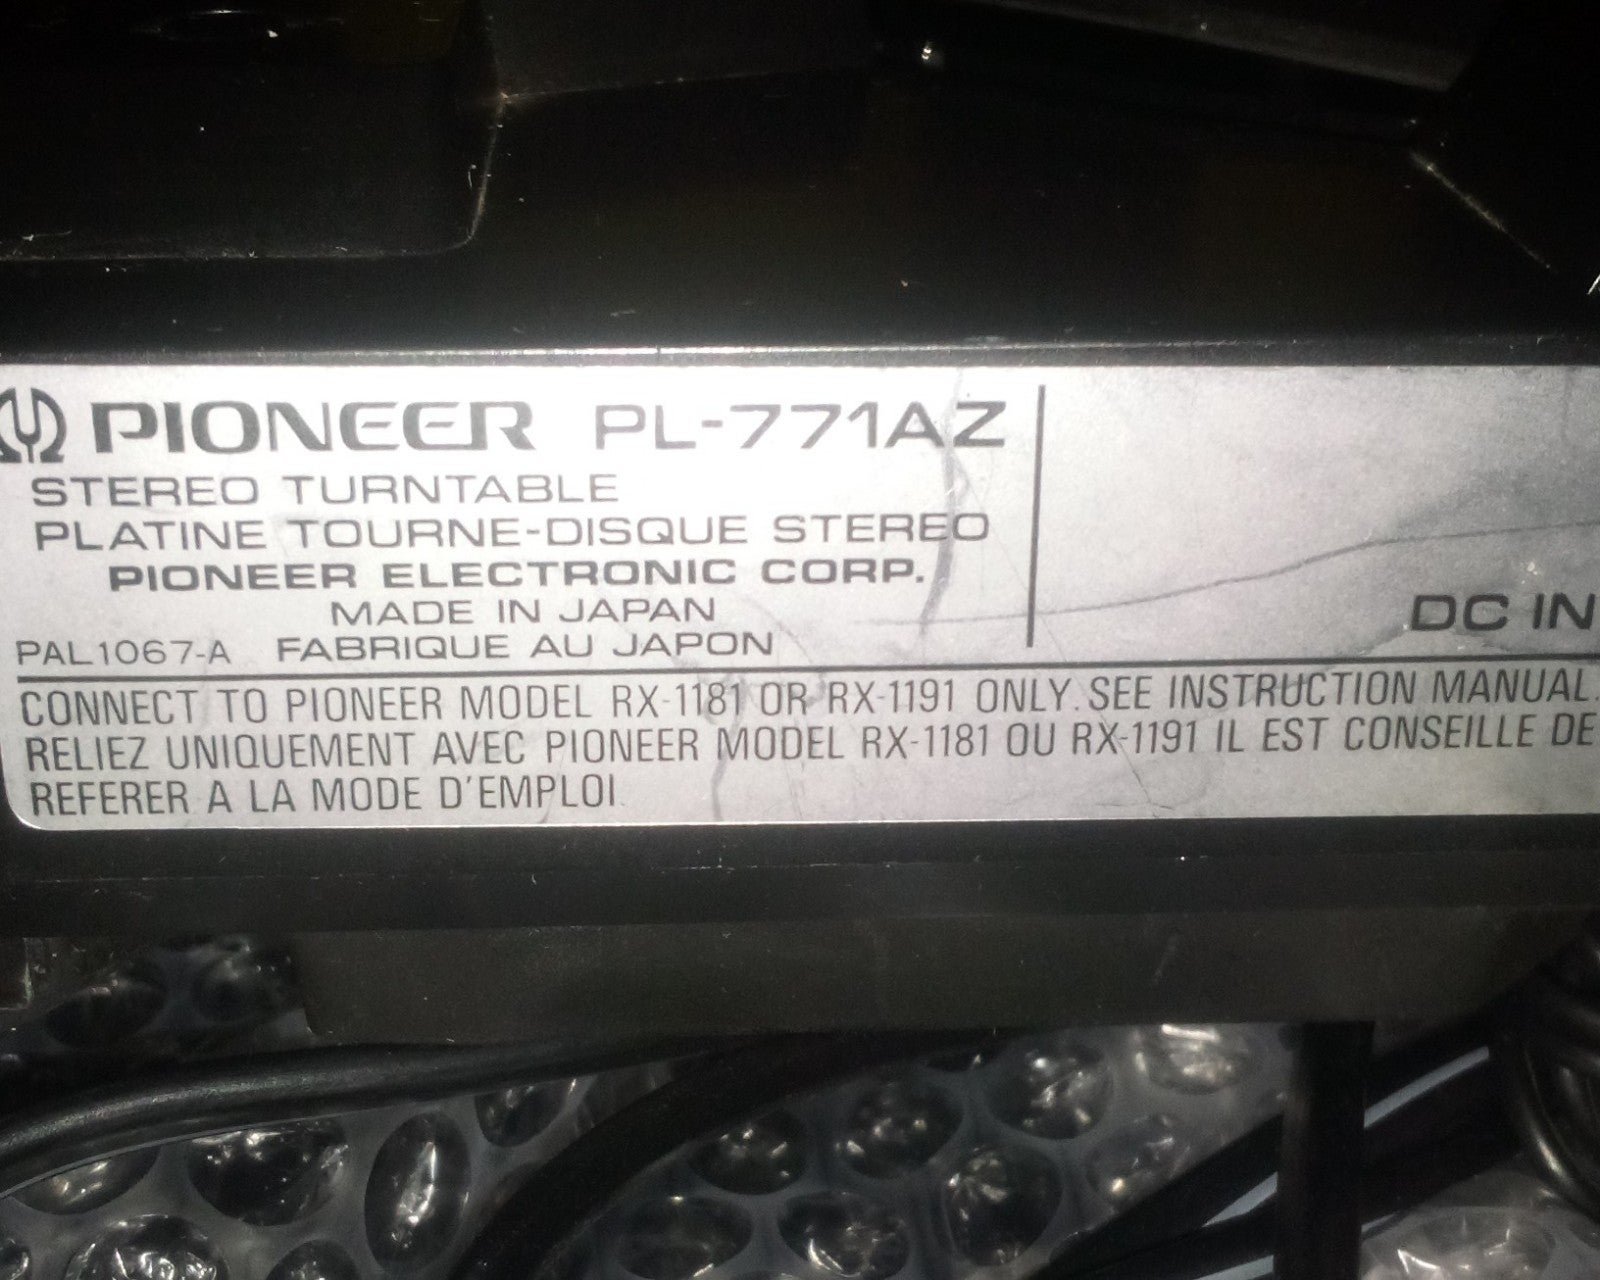 PIONEER PL-771AZ
STEREO TURNTABLE
PLATINE TOURNE-DISQUE STEREO
PIONEER ELECTRONIC CORP.
MADE IN JAPAN
PAL1067-A FABRIQUE AU JAPON
DC IN
CONNECT TO PIONEER MODEL RX-1181 OR RX-1191 ONLY. SEE INSTRUCTION MANUAL.
RELIEZ UNIQUEMENT AVEC PIONEER MODEL RX-1181 OU RX-1191 IL EST CONSEILLE DE
REFERER A LA MODE D'EMPLOI.